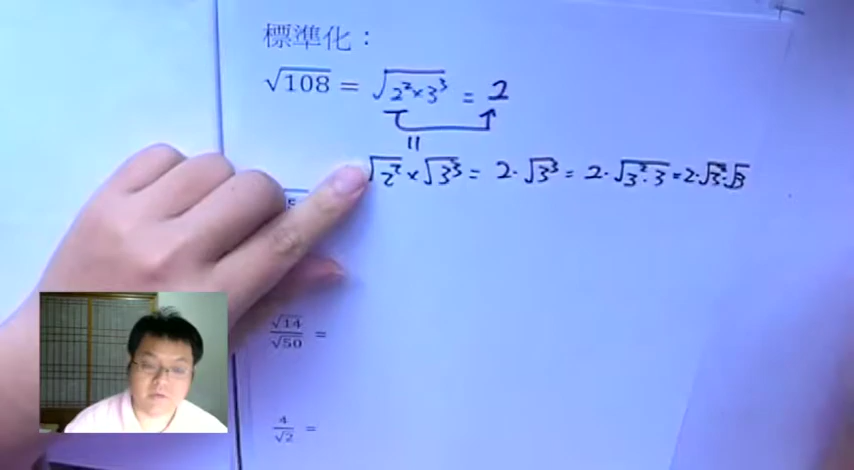 標準化：
√108 = √2²×3³ = 2
||
√2² × √3³ = 2·√3³ = 2·√3²·3 = 2·√3²·√3
√14/√50 =
4/√2 =